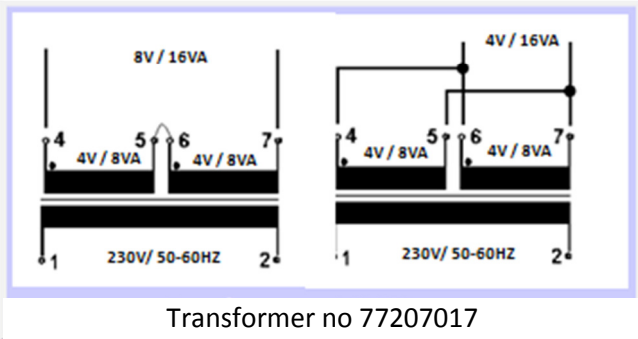 8V / 16VA
4 5 6 7
4V / 8VA 4V / 8VA
230V/ 50-60HZ
1 2
4V / 16VA
4 5 6 7
4V / 8VA 4V / 8VA
230V/ 50-60HZ
1 2
Transformer no 77207017